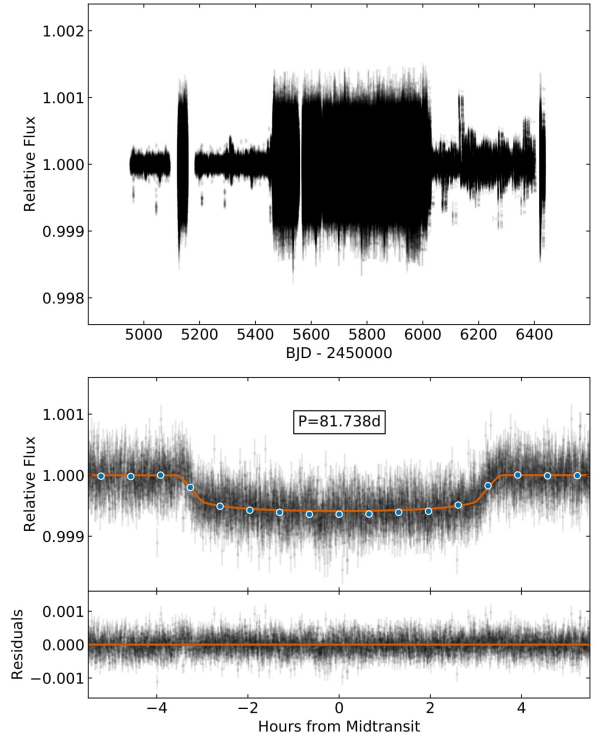 1.002
1.001
1.000
0.999
0.998
Relative Flux
5000 5200 5400 5600 5800 6000 6200 6400
BJD - 2450000
P=81.738d
1.001
1.000
0.999
Relative Flux
0.001
0.000
−0.001
Residuals
−4 −2 0 2 4
Hours from Midtransit